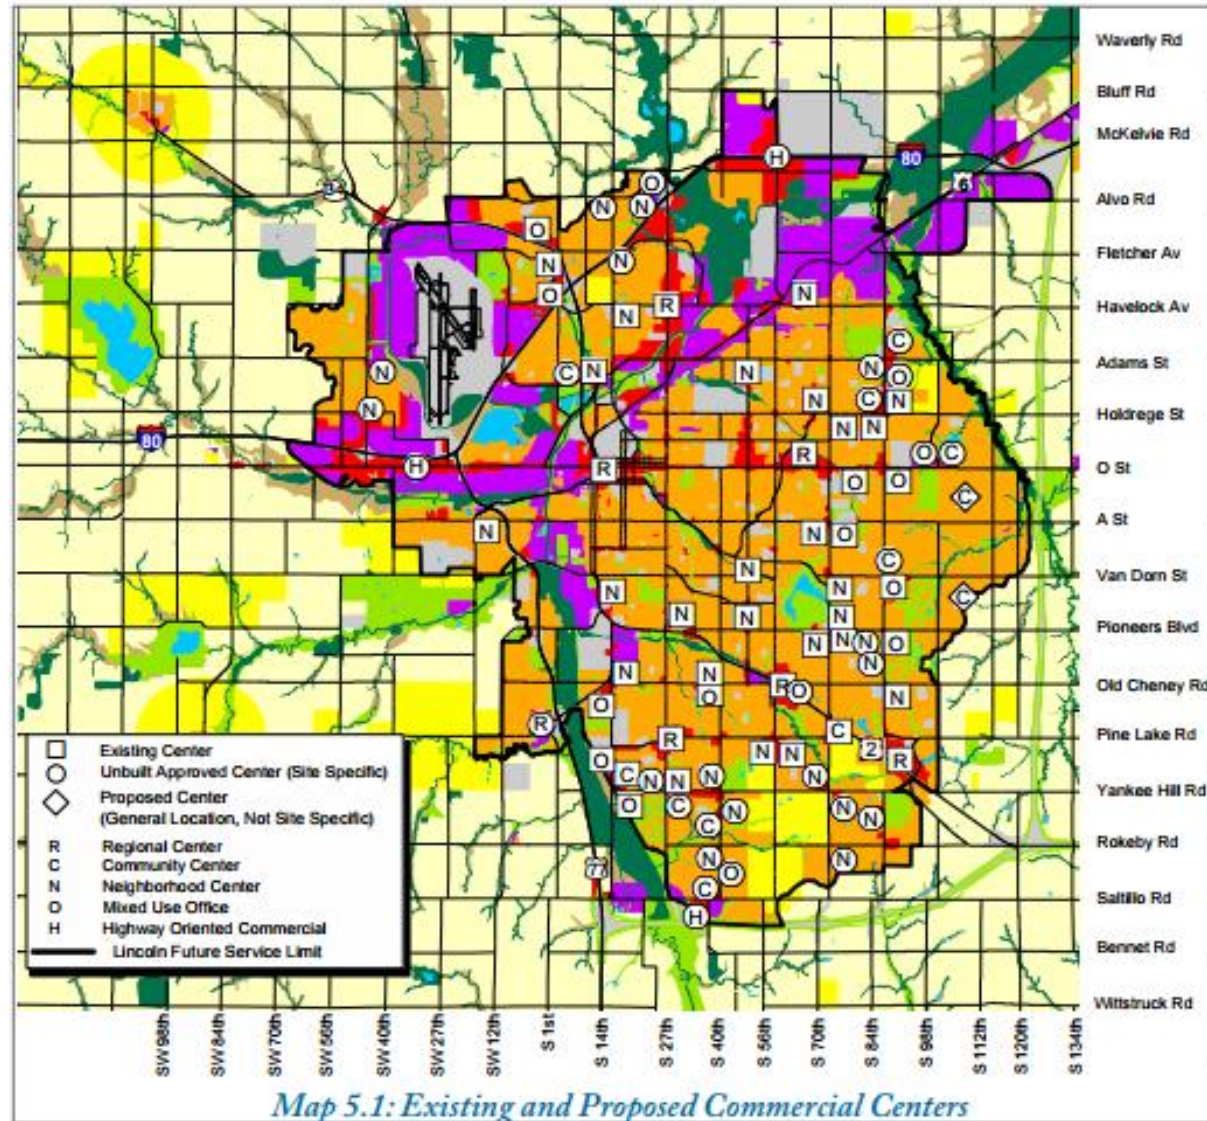 Waverly Rd
Bluff Rd
McKelvie Rd
Alvo Rd
Fletcher Av
Havelock Av
Adams St
Holdrege St
O St
A St
Van Dorn St
Pioneers Blvd
Old Cheney Rd
Pine Lake Rd
Yankee Hill Rd
Rokeby Rd
Saltillo Rd
Bennet Rd
Wittstruck Rd
H
80
6
O
N N
O
N N
O N
N R
C
N C N N N
O
N N C N
N N
80
H R N O C
O O
C
N N O
C
N
N N O
C
N N N
N N N O
N
N N R O N
O N
O
R R C
2
O N N R
C N N N N
O C N N
C N
N N
O
C
77
H
Existing Center
Unbuilt Approved Center (Site Specific)
Proposed Center
(General Location, Not Site Specific)
R Regional Center
C Community Center
N Neighborhood Center
O Mixed Use Office
H Highway Oriented Commercial
Lincoln Future Service Limit
SW 98th
SW 84th
SW 70th
SW 56th
SW 40th
SW 27th
SW 12th
S 1st
S 14th
S 27th
S 40th
S 56th
S 70th
S 84th
S 98th
S 112th
S 120th
S 134th
Map 5.1: Existing and Proposed Commercial Centers